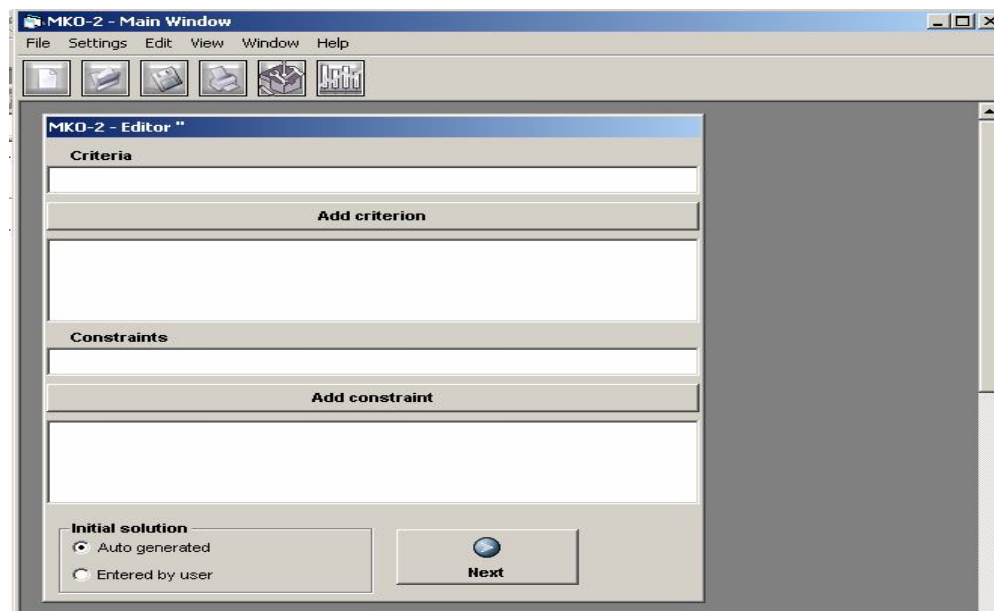 MKO-2 - Main Window
File Settings Edit View Window Help
MKO-2 - Editor "
Criteria
Add criterion
Constraints
Add constraint
Initial solution
Auto generated
Entered by user
Next